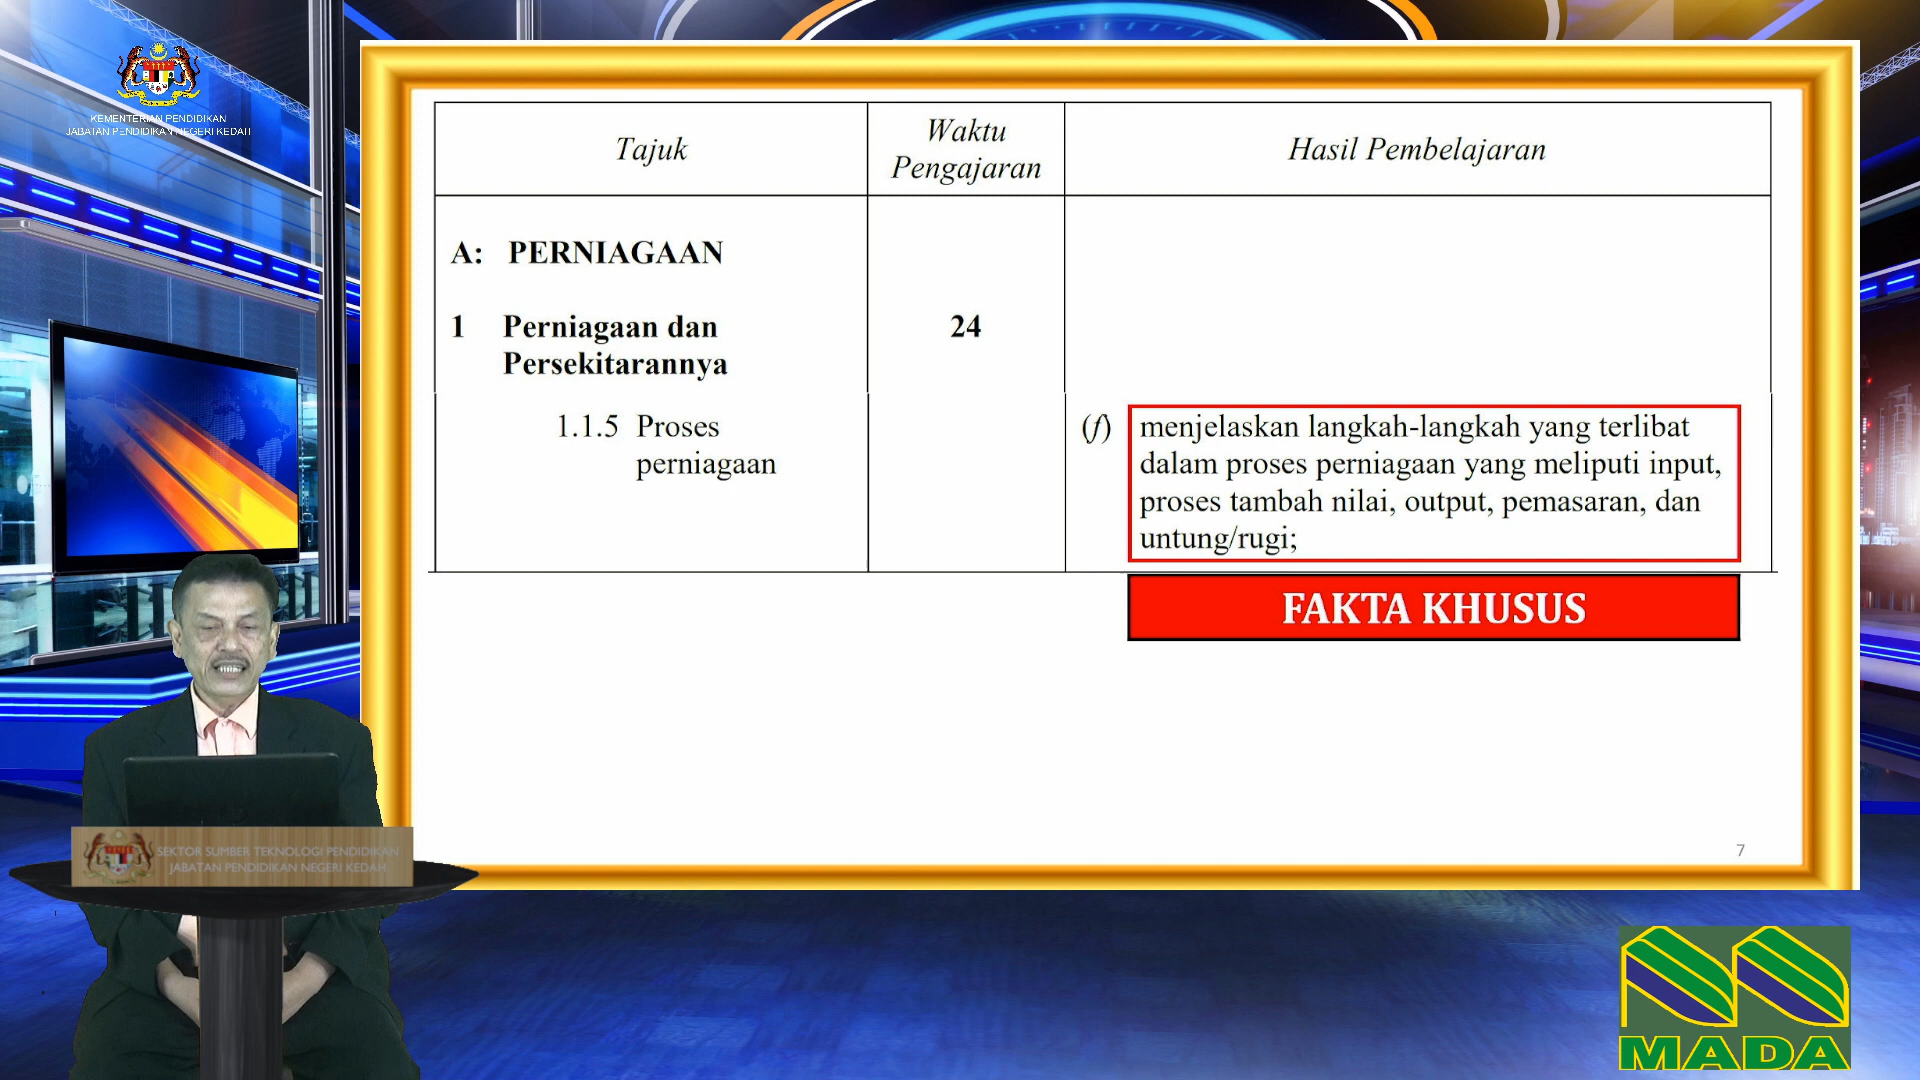 KEMENTERIAN PENDIDIKAN
JABATAN PENDIDIKAN NEGERI KEDAH
Tajuk
Waktu
Pengajaran
Hasil Pembelajaran
A: PERNIAGAAN
1 Perniagaan dan
Persekitarannya
24
1.1.5 Proses
perniagaan
(f) menjelaskan langkah-langkah yang terlibat
dalam proses perniagaan yang meliputi input,
proses tambah nilai, output, pemasaran, dan
untung/rugi;
FAKTA KHUSUS
7
SEKTOR SUMBER TEKNOLOGI PENDIDIKAN
JABATAN PENDIDIKAN NEGERI KEDAH
MADA